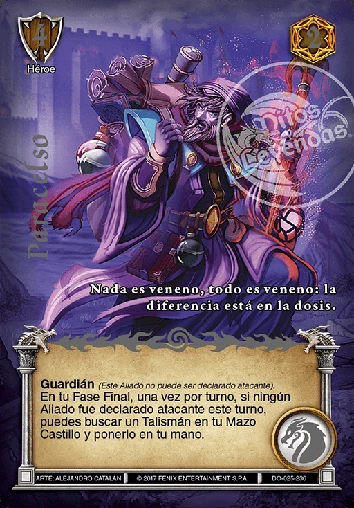 4
2
Héroe
Mitos
Leyendas
Paracelso
Nada es veneno, todo es veneno: la
diferencia está en la dosis.
Guardián (Este Aliado no puede ser declarado atacante).
En tu Fase Final, una vez por turno, si ningún
Aliado fue declarado atacante este turno,
puedes buscar un Talismán en tu Mazo
Castillo y ponerlo en tu mano.
ARTE: ALEJANDRO CATALÁN
© 2017 FENIX ENTERTAINMENT S.P.A.